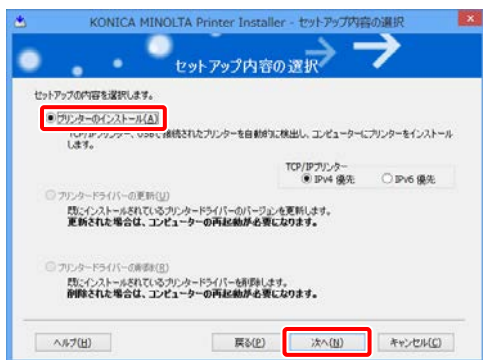 KONICA MINOLTA Printer Installer - セットアップ内容の選択
セットアップ内容の選択
セットアップの内容を選択します。
プリンターのインストール(A)
TCP/IPプリンター、USBで接続されたプリンターを自動的に検出し、コンピューターにプリンターをインストール
します。
TCP/IPプリンター
IPv4 優先
IPv6 優先
プリンタードライバーの更新(U)
既にインストールされているプリンタードライバーのバージョンを更新します。
更新された場合は、コンピューターの再起動が必要になります。
プリンタードライバーの削除(R)
既にインストールされているプリンタードライバーを削除します。
削除された場合は、コンピューターの再起動が必要になります。
ヘルプ(H)
戻る(P)
次へ(N)
キャンセル(C)